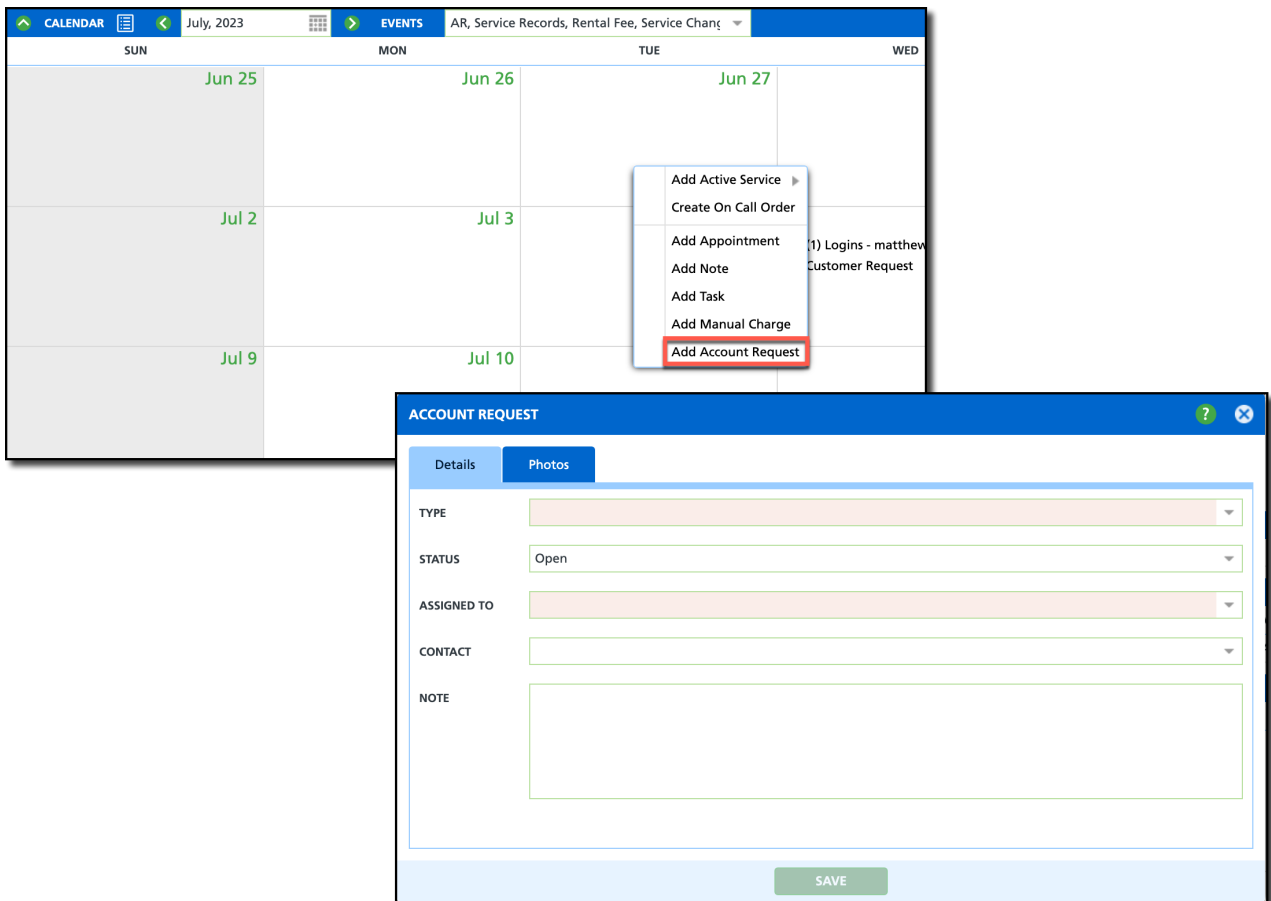 CALENDAR July, 2023 EVENTS AR, Service Records, Rental Fee, Service Chang
SUN MON TUE WED
Jun 25 Jun 26 Jun 27
Jul 2 Jul 3
Jul 9 Jul 10
Add Active Service
Create On Call Order
Add Appointment
Add Note
Add Task
Add Manual Charge
Add Account Request
(1) Logins - matthew
Customer Request
ACCOUNT REQUEST ?
Details Photos
TYPE
STATUS Open
ASSIGNED TO
CONTACT
NOTE
SAVE